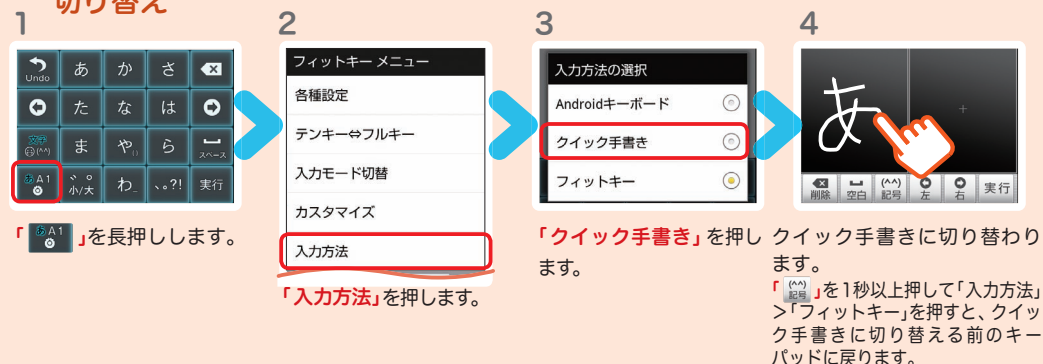 切り替え
1
Undo
あ
か
さ
た
な
は
文字
(^^)
ま
や
ら
スペース
あA1
小/大
わ
、。?!
実行
「 あA1 」を長押しします。
2
フィットキー メニュー
各種設定
テンキー⇔フルキー
入力モード切替
カスタマイズ
入力方法
「入力方法」を押します。
3
入力方法の選択
Androidキーボード
クイック手書き
フィットキー
「クイック手書き」を押し
ます。
4
あ
削除
空白
(^^)
記号
左
右
実行
クイック手書きに切り替わり
ます。
「 (^^) 記号 」を1秒以上押して「入力方法」
>「フィットキー」を押すと、クイッ
ク手書きに切り替える前のキー
パッドに戻ります。